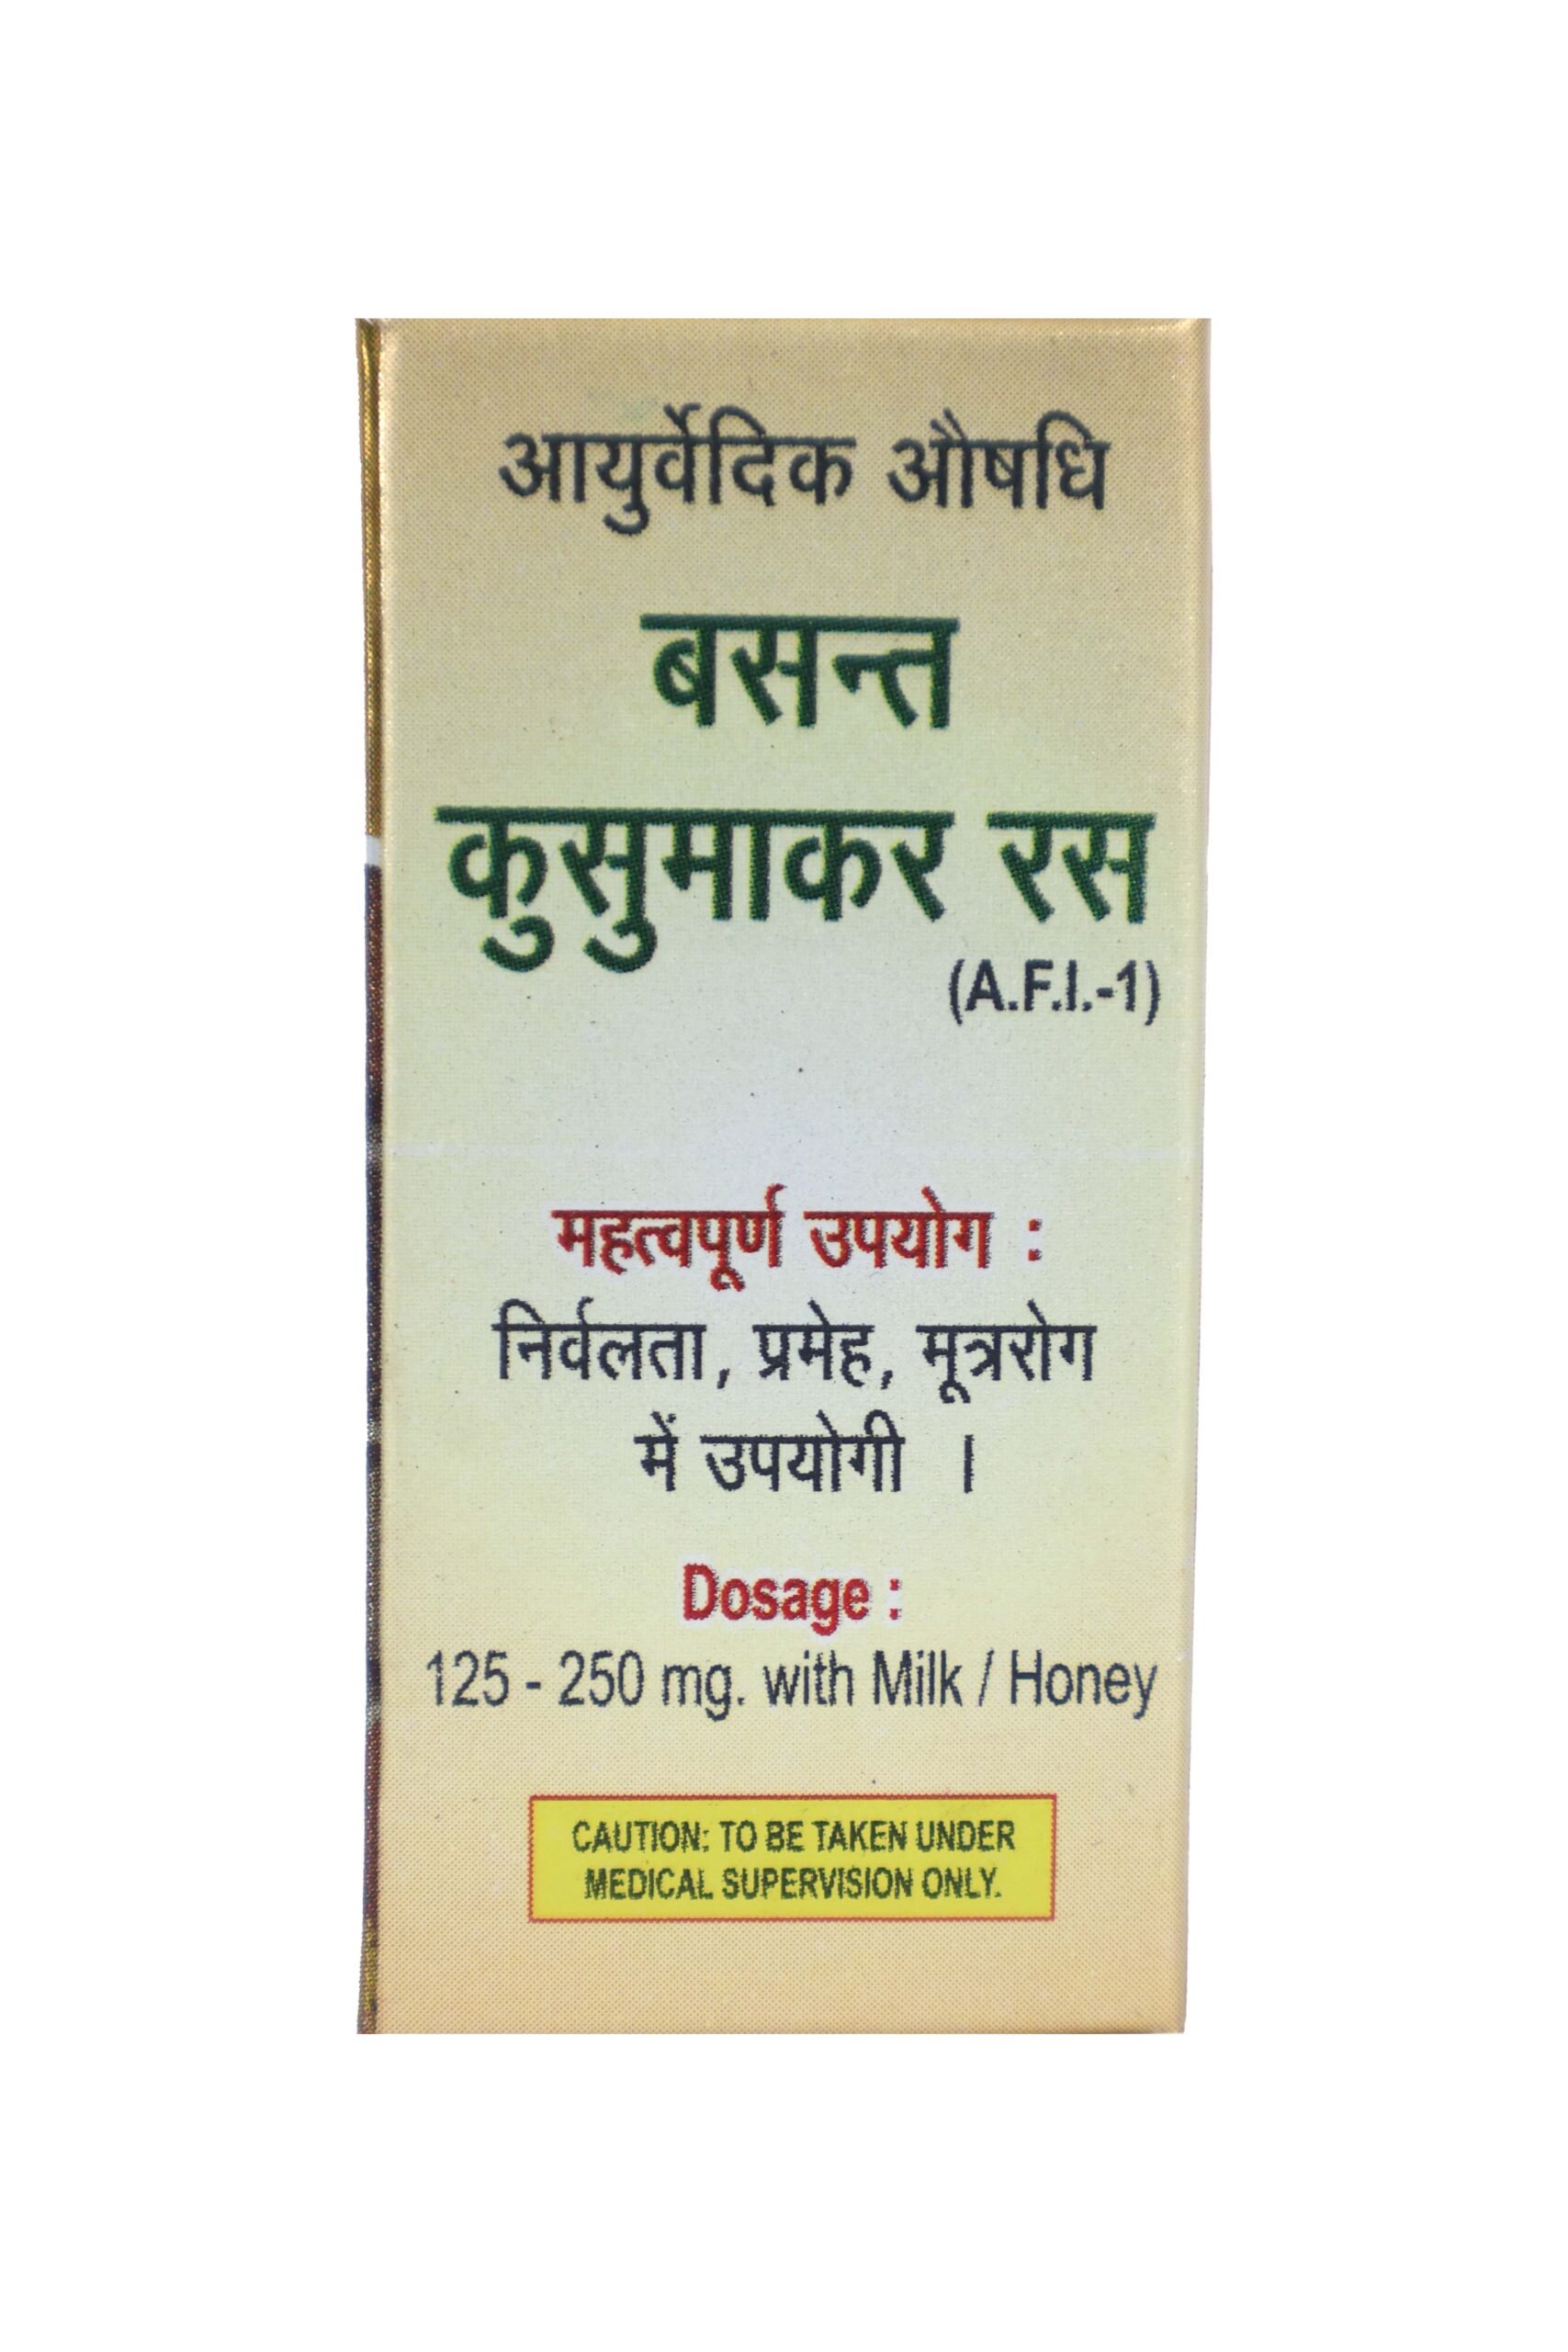 आयुर्वेदिक औषधि
बसन्त
कुसुमाकर रस
(A.F.I.-1)
महत्वपूर्ण उपयोग :
निर्वलता, प्रमेह, मूत्ररोग
में उपयोगी ।
Dosage :
125 - 250 mg. with Milk / Honey
CAUTION: TO BE TAKEN UNDER
MEDICAL SUPERVISION ONLY.